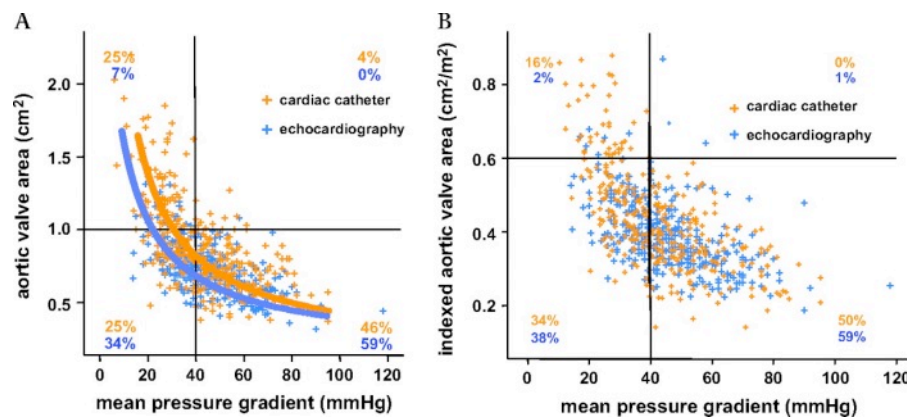 A
25%
7%
4%
0%
cardiac catheter
echocardiography
aortic valve area (cm²)
2.0
1.5
1.0
0.5
25%
34%
46%
59%
0 20 40 60 80 100 120
mean pressure gradient (mmHg)
B
16%
2%
0%
1%
cardiac catheter
echocardiography
indexed aortic valve area (cm²/m²)
0.8
0.6
0.4
0.2
34%
38%
50%
59%
0 20 40 60 80 100 120
mean pressure gradient (mmHg)